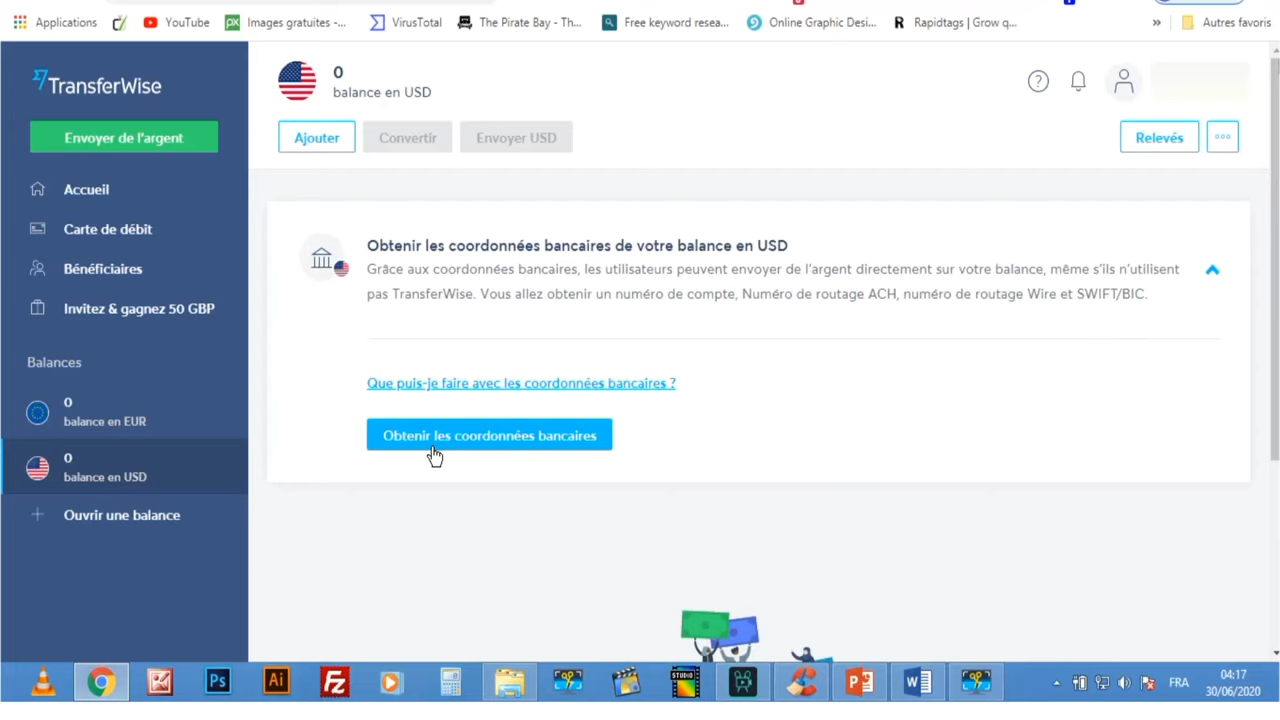 Applications
YouTube
Images gratuites -...
VirusTotal
The Pirate Bay - Th...
Free keyword resea...
Online Graphic Desi...
Rapidtags | Grow q...
»
Autres favoris
TransferWise
Envoyer de l'argent
Accueil
Carte de débit
Bénéficiaires
Invitez & gagnez 50 GBP
Balances
0
balance en EUR
0
balance en USD
Ouvrir une balance
0
balance en USD
Ajouter
Convertir
Envoyer USD
Relevés
Obtenir les coordonnées bancaires de votre balance en USD
Grâce aux coordonnées bancaires, les utilisateurs peuvent envoyer de l'argent directement sur votre balance, même s'ils n'utilisent
pas TransferWise. Vous allez obtenir un numéro de compte, Numéro de routage ACH, numéro de routage Wire et SWIFT/BIC.
Que puis-je faire avec les coordonnées bancaires ?
Obtenir les coordonnées bancaires
Ps
Ai
Fz
STUDIO
P
W
FRA
04:17
30/06/2020